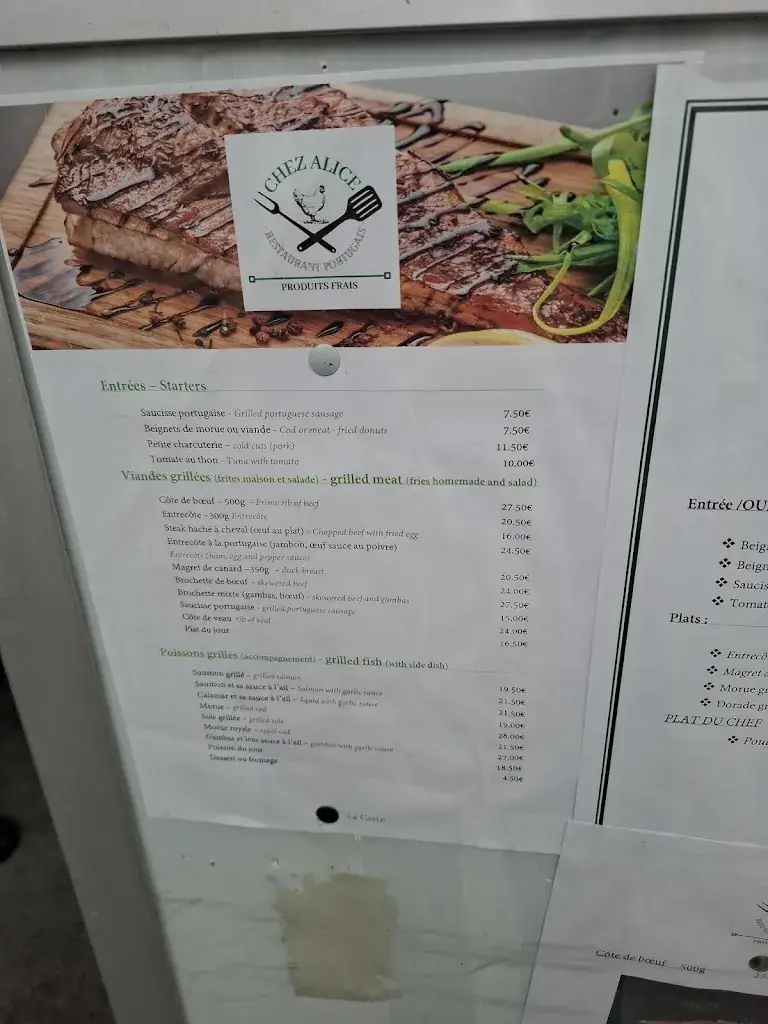 CHEZ ALICE
RESTAURANT PORTUGAIS
PRODUITS FRAIS
Entrées – Starters
Saucisse portugaise - Grilled portuguese sausage 7.50€
Beignets de morue ou viande - Cod or meat - fried donuts 7.50€
Petite charcuterie – cold cuts (pork) 11.50€
Tomate au thon - Tuna with tomato 10.00€
Viandes grillées (frites maison et salade) - grilled meat (fries homemade and salad)
Côte de bœuf – 500g - Prime rib of beef 27.50€
Entrecôte –300g Entrecôte 20.50€
Steak haché à cheval (œuf au plat) - Chopped beef with fried egg 16.00€
Entrecôte à la portugaise (jambon, œuf sauce au poivre) 24.50€
Entrecôte (ham, egg and pepper sauce)
Magret de canard –350g - duck breast 20.50€
Brochette de bœuf - skewered beef 24.00€
Brochette mixte (gambas, bœuf) - skewered beef and gambas 27.50€
Saucisse portugaise - grilled portuguese sausage 15.00€
Côte de veau rib of veal 24.00€
Plat du jour 16.50€
Poissons grillés (accompagnement) - grilled fish (with side dish)
Saumon grillé - grilled salmon 19.50€
Saumon et sa sauce à l'ail – Salmon with garlic sauce 21.50€
Calamar et sa sauce à l'ail - Squid with garlic sauce 21.50€
Morue – grilled cod 19.00€
Sole grillée - grilled sole 28.00€
Morue royale - royal cod 21.50€
Gambas et leur sauce à l'ail - gambas with garlic sauce 27.00€
Poisson du jour 18.50€
Dessert ou fromage 4.50€
La Carte
Entrée /OU
Beig
Beign
Sauciss
Tomat
Plats :
Entrecô
Magret d
Morue gr
Dorade gr
PLAT DU CHEF
Pou
Côte de bœuf 500g